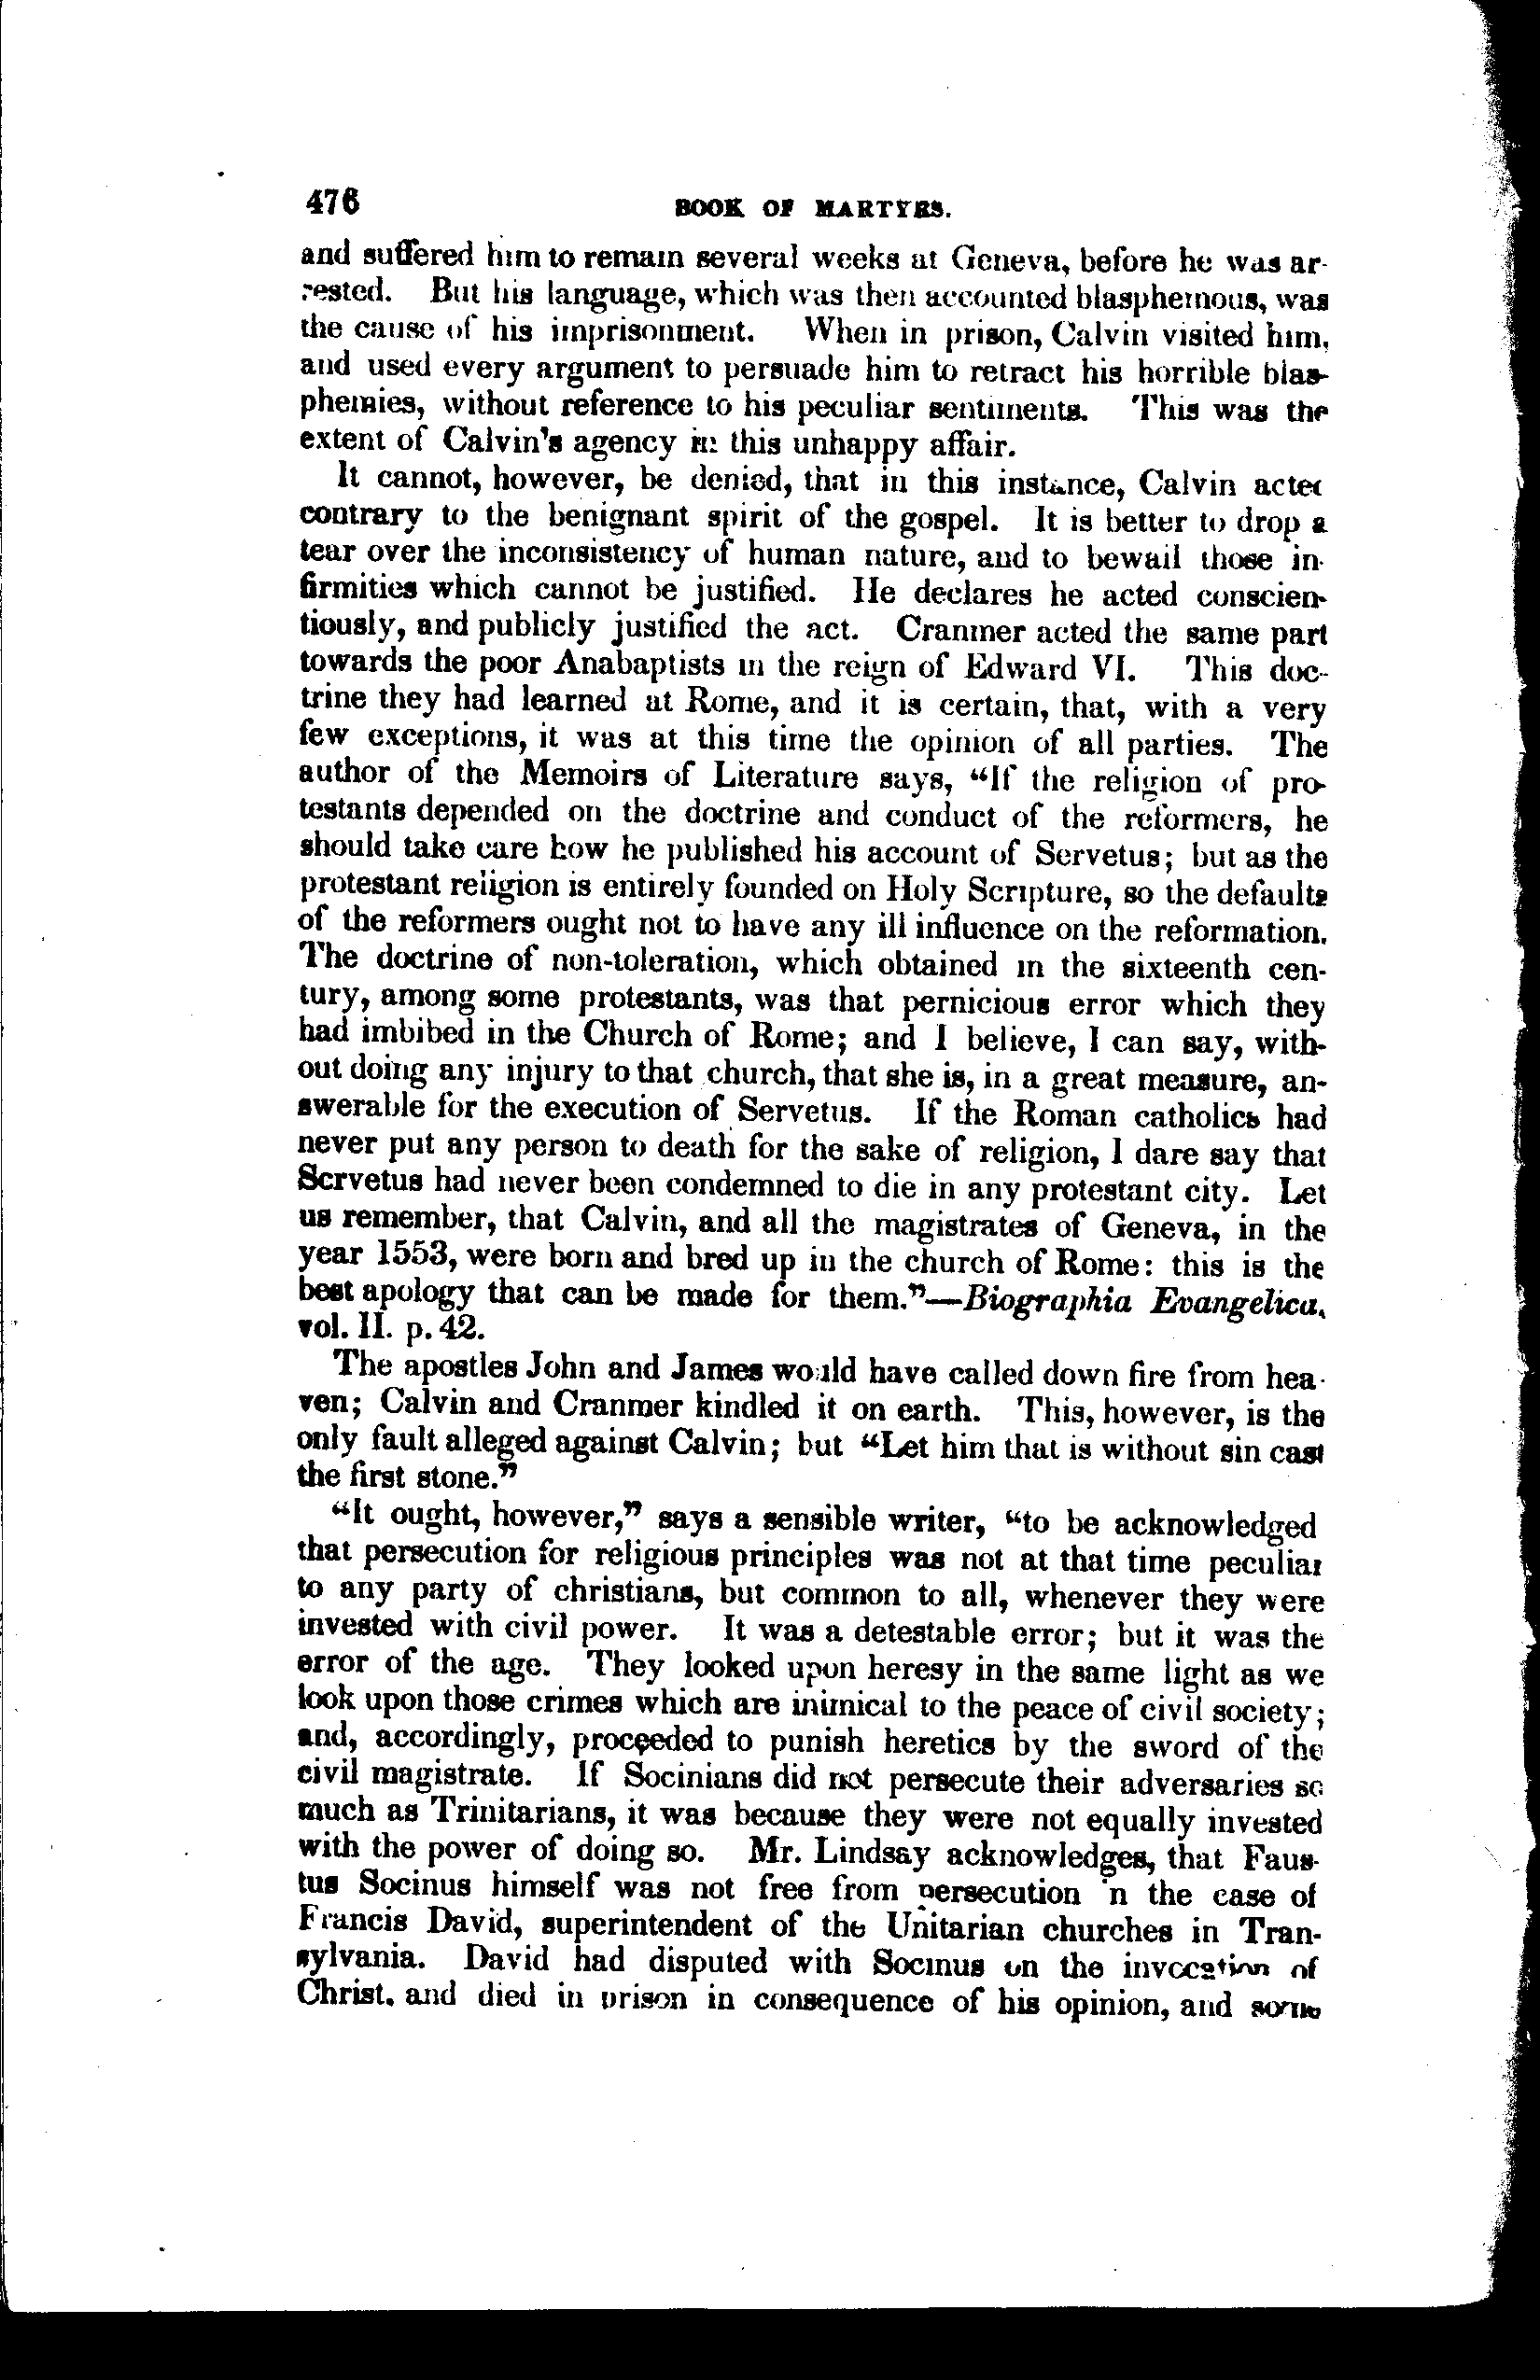 476 BOOK OF MARTYRS.
and suffered him to remain several weeks at Geneva, before he was ar-
rested. But his language, which was then accounted blasphemous, was
the cause of his imprisonment. When in prison, Calvin visited him,
and used every argument to persuade him to retract his horrible blas-
phemies, without reference to his peculiar sentiments. This was the
extent of Calvin's agency in this unhappy affair.
It cannot, however, be denied, that in this instance, Calvin acted
contrary to the benignant spirit of the gospel. It is better to drop a
tear over the inconsistency of human nature, and to bewail those in-
firmities which cannot be justified. He declares he acted conscien-
tiously, and publicly justified the act. Cranmer acted the same part
towards the poor Anabaptists in the reign of Edward VI. This doc-
trine they had learned at Rome, and it is certain, that, with a very
few exceptions, it was at this time the opinion of all parties. The
author of the Memoirs of Literature says, "If the religion of pro-
testants depended on the doctrine and conduct of the reformers, he
should take care how he published his account of Servetus; but as the
protestant religion is entirely founded on Holy Scripture, so the defaults
of the reformers ought not to have any ill influence on the reformation.
The doctrine of non-toleration, which obtained in the sixteenth cen-
tury, among some protestants, was that pernicious error which they
had imbibed in the Church of Rome; and I believe, I can say, with-
out doing any injury to that church, that she is, in a great measure, an-
swerable for the execution of Servetus. If the Roman catholics had
never put any person to death for the sake of religion, I dare say that
Servetus had never been condemned to die in any protestant city. Let
us remember, that Calvin, and all the magistrates of Geneva, in the
year 1553, were born and bred up in the church of Rome: this is the
best apology that can be made for them."—Biographia Evangelica,
vol. II. p. 42.
The apostles John and James would have called down fire from hea-
ven; Calvin and Cranmer kindled it on earth. This, however, is the
only fault alleged against Calvin; but "Let him that is without sin cast
the first stone."
"It ought, however," says a sensible writer, "to be acknowledged
that persecution for religious principles was not at that time peculiar
to any party of christians, but common to all, whenever they were
invested with civil power. It was a detestable error; but it was the
error of the age. They looked upon heresy in the same light as we
look upon those crimes which are inimical to the peace of civil society;
and, accordingly, proceeded to punish heretics by the sword of the
civil magistrate. If Socinians did not persecute their adversaries so
much as Trinitarians, it was because they were not equally invested
with the power of doing so. Mr. Lindsay acknowledges, that Faus-
tus Socinus himself was not free from persecution in the case of
Francis David, superintendent of the Unitarian churches in Tran-
sylvania. David had disputed with Socinus on the invocation of
Christ, and died in prison in consequence of his opinion, and some